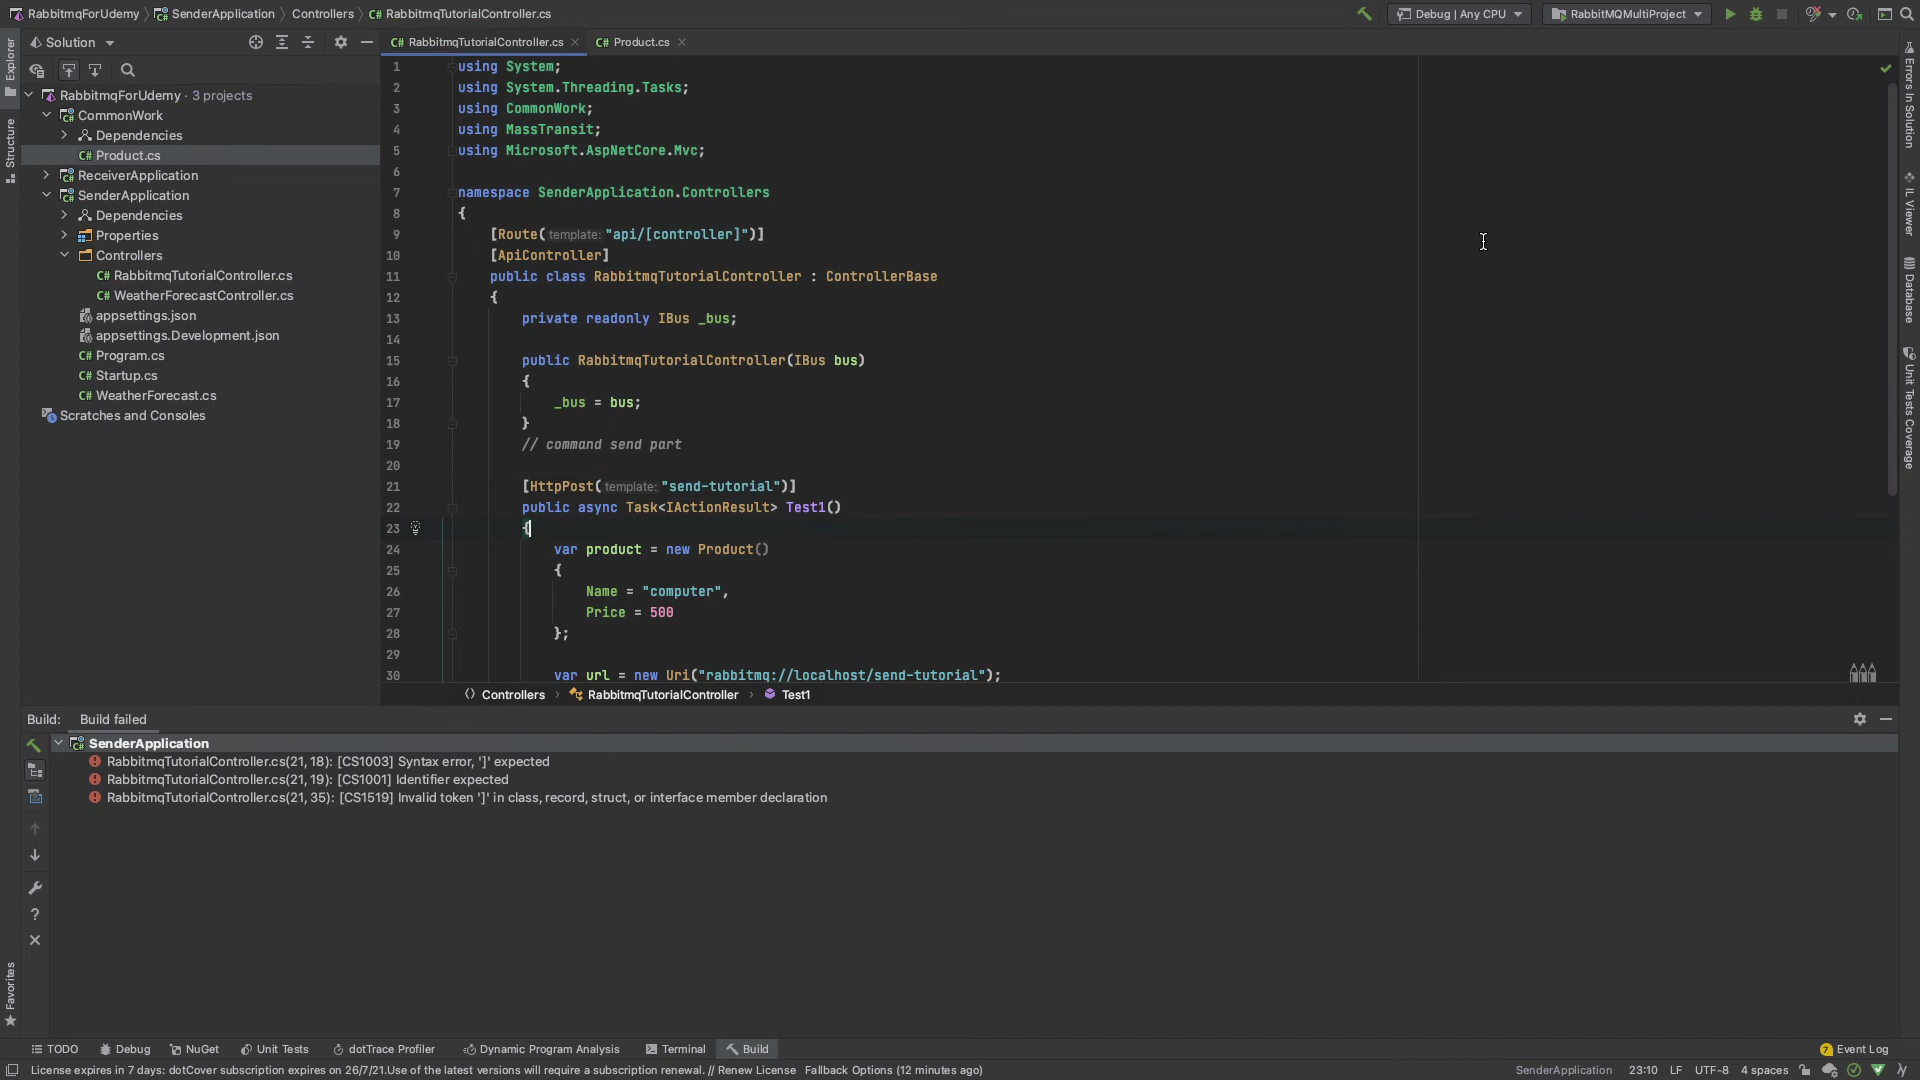 RabbitmqForUdemy › SenderApplication › Controllers › C# RabbitmqTutorialController.cs
Debug | Any CPU
RabbitMQMultiProject
Solution
C# RabbitmqTutorialController.cs
C# Product.cs
Explorer
Structure
Favorites
RabbitmqForUdemy · 3 projects
CommonWork
Dependencies
C# Product.cs
ReceiverApplication
SenderApplication
Dependencies
Properties
Controllers
C# RabbitmqTutorialController.cs
C# WeatherForecastController.cs
appsettings.json
appsettings.Development.json
C# Program.cs
C# Startup.cs
C# WeatherForecast.cs
Scratches and Consoles
1 using System;
2 using System.Threading.Tasks;
3 using CommonWork;
4 using MassTransit;
5 using Microsoft.AspNetCore.Mvc;
6
7 namespace SenderApplication.Controllers
8 {
9 [Route( template: "api/[controller]")]
10 [ApiController]
11 public class RabbitmqTutorialController : ControllerBase
12 {
13 private readonly IBus _bus;
14
15 public RabbitmqTutorialController(IBus bus)
16 {
17 _bus = bus;
18 }
19 // command send part
20
21 [HttpPost( template: "send-tutorial")]
22 public async Task<IActionResult> Test1()
23 {
24 var product = new Product()
25 {
26 Name = "computer",
27 Price = 500
28 };
29
30 var url = new Uri("rabbitmq://localhost/send-tutorial");
Controllers › RabbitmqTutorialController › Test1
Errors In Solution
IL Viewer
Database
Unit Tests Coverage
Build: Build failed
SenderApplication
RabbitmqTutorialController.cs(21, 18): [CS1003] Syntax error, ']' expected
RabbitmqTutorialController.cs(21, 19): [CS1001] Identifier expected
RabbitmqTutorialController.cs(21, 35): [CS1519] Invalid token ']' in class, record, struct, or interface member declaration
TODO Debug NuGet Unit Tests dotTrace Profiler Dynamic Program Analysis Terminal Build
7 Event Log
License expires in 7 days: dotCover subscription expires on 26/7/21.Use of the latest versions will require a subscription renewal. // Renew License Fallback Options (12 minutes ago)
SenderApplication 23:10 LF UTF-8 4 spaces